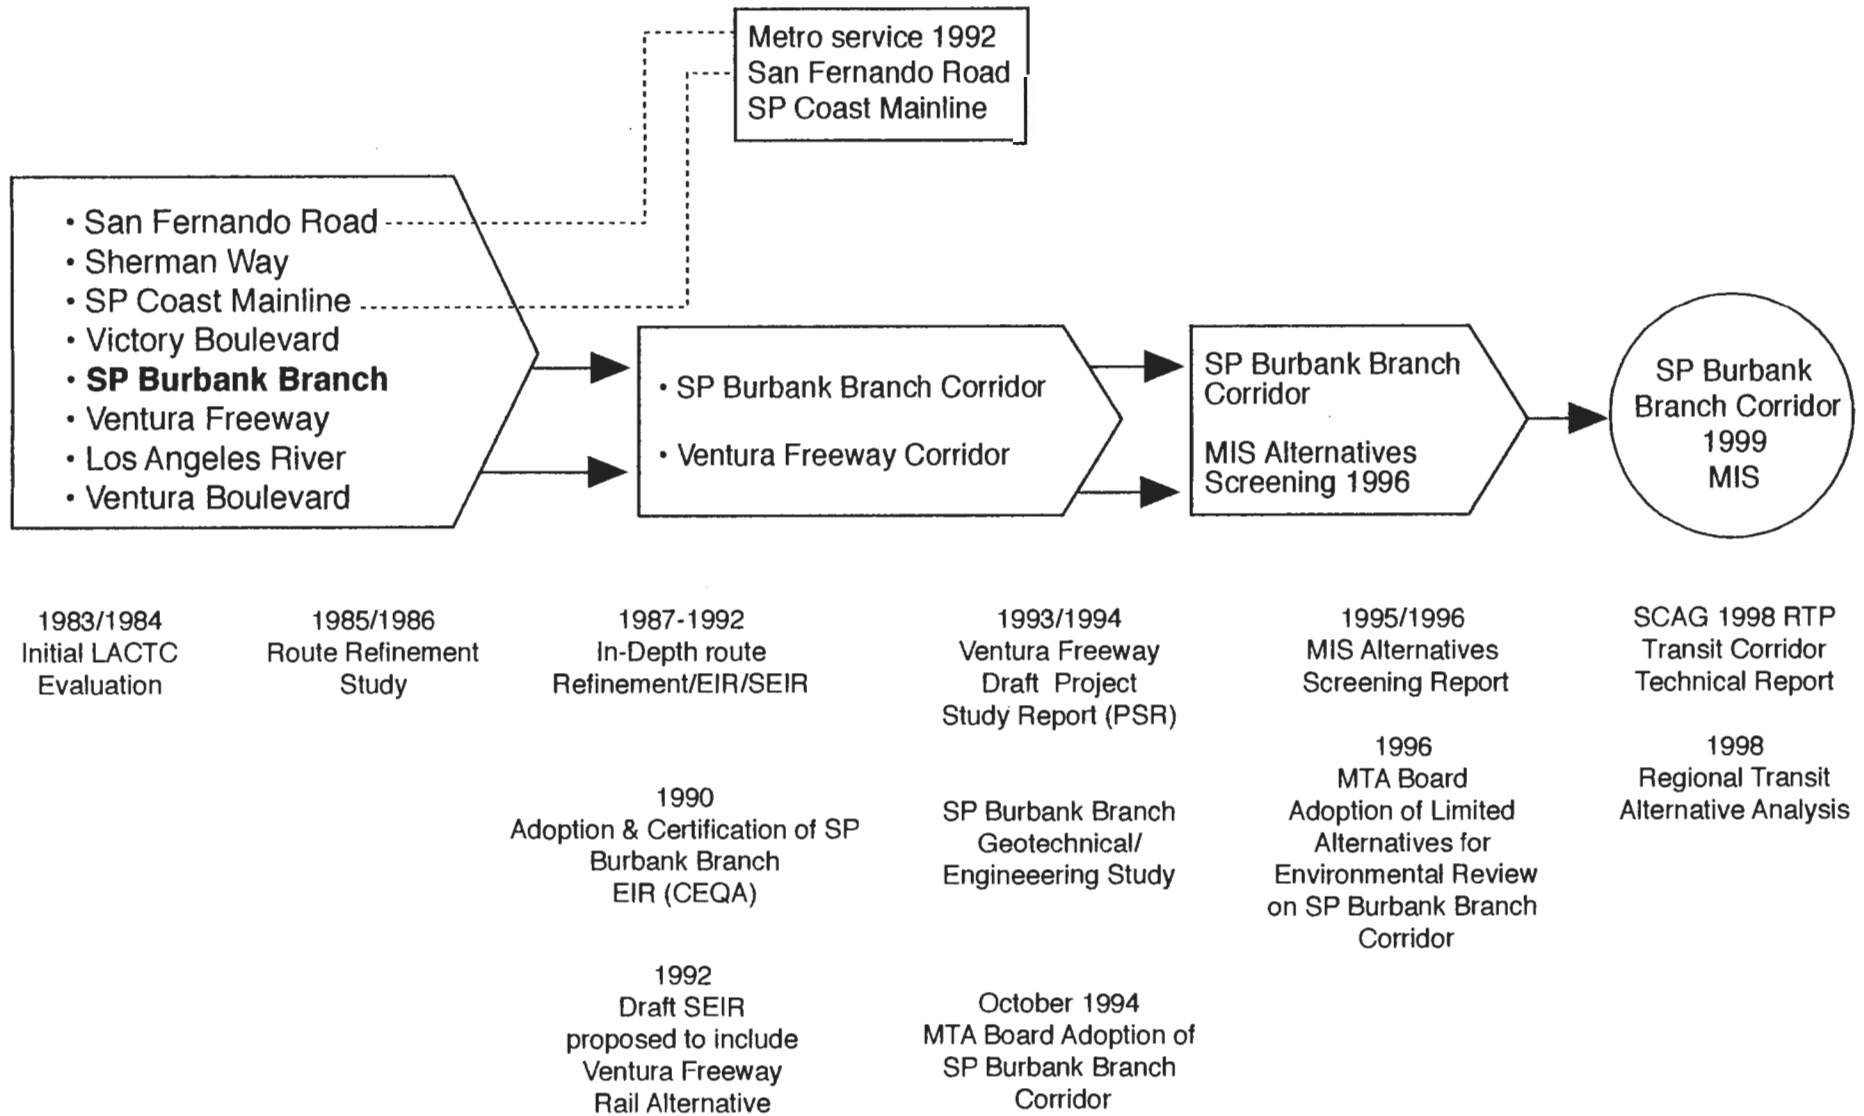 Metro service 1992
San Fernando Road
SP Coast Mainline
• San Fernando Road
• Sherman Way
• SP Coast Mainline
• Victory Boulevard
• SP Burbank Branch
• Ventura Freeway
• Los Angeles River
• Ventura Boulevard
• SP Burbank Branch Corridor
• Ventura Freeway Corridor
SP Burbank Branch
Corridor
MIS Alternatives
Screening 1996
SP Burbank
Branch Corridor
1999
MIS
1983/1984
Initial LACTC
Evaluation
1985/1986
Route Refinement
Study
1987-1992
In-Depth route
Refinement/EIR/SEIR
1990
Adoption & Certification of SP
Burbank Branch
EIR (CEQA)
1992
Draft SEIR
proposed to include
Ventura Freeway
Rail Alternative
1993/1994
Ventura Freeway
Draft Project
Study Report (PSR)
SP Burbank Branch
Geotechnical/
Engineeering Study
October 1994
MTA Board Adoption of
SP Burbank Branch
Corridor
1995/1996
MIS Alternatives
Screening Report
1996
MTA Board
Adoption of Limited
Alternatives for
Environmental Review
on SP Burbank Branch
Corridor
SCAG 1998 RTP
Transit Corridor
Technical Report
1998
Regional Transit
Alternative Analysis